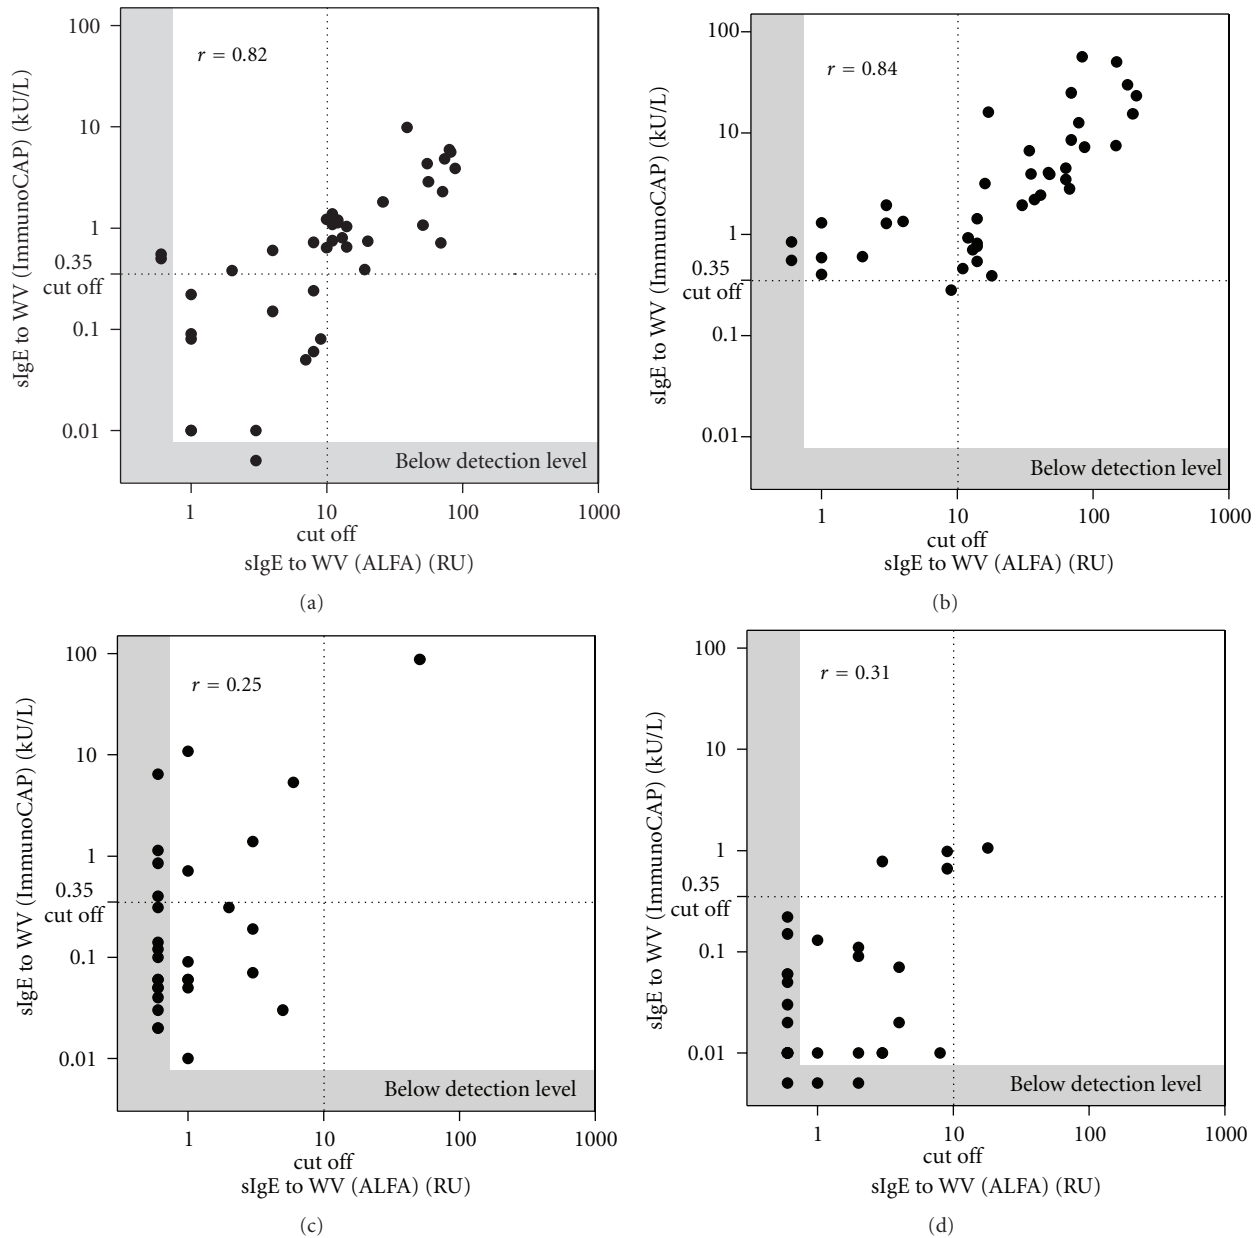 100
r = 0.82
10
1
0.35
cut off
0.1
0.01
Below detection level
sIgE to WV (ImmunoCAP) (kU/L)
1 10 100 1000
cut off
sIgE to WV (ALFA) (RU)
(a)
100
r = 0.84
10
1
0.35
cut off
0.1
0.01
Below detection level
sIgE to WV (ImmunoCAP) (kU/L)
1 10 100 1000
cut off
sIgE to WV (ALFA) (RU)
(b)
100
r = 0.25
10
1
0.35
cut off
0.1
0.01
Below detection level
sIgE to WV (ImmunoCAP) (kU/L)
1 10 100 1000
cut off
sIgE to WV (ALFA) (RU)
(c)
100
r = 0.31
10
1
0.35
cut off
0.1
0.01
Below detection level
sIgE to WV (ImmunoCAP) (kU/L)
1 10 100 1000
cut off
sIgE to WV (ALFA) (RU)
(d)